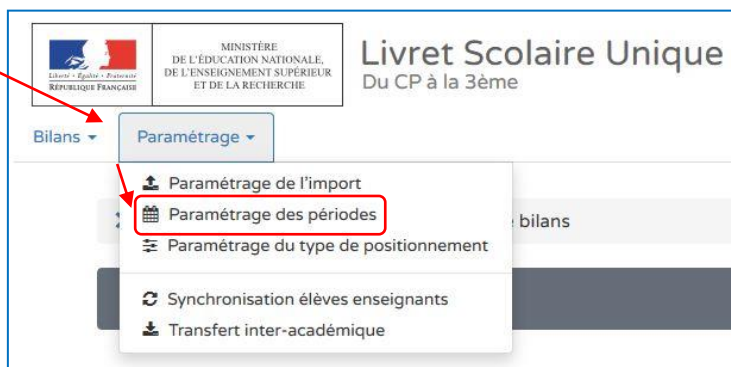 MINISTÈRE
DE L'ÉDUCATION NATIONALE,
DE L'ENSEIGNEMENT SUPÉRIEUR
ET DE LA RECHERCHE
Liberté • Égalité • Fraternité
RÉPUBLIQUE FRANÇAISE
Livret Scolaire Unique
Du CP à la 3ème
Bilans
Paramétrage
Paramétrage de l'import
Paramétrage des périodes
bilans
Paramétrage du type de positionnement
Synchronisation élèves enseignants
Transfert inter-académique